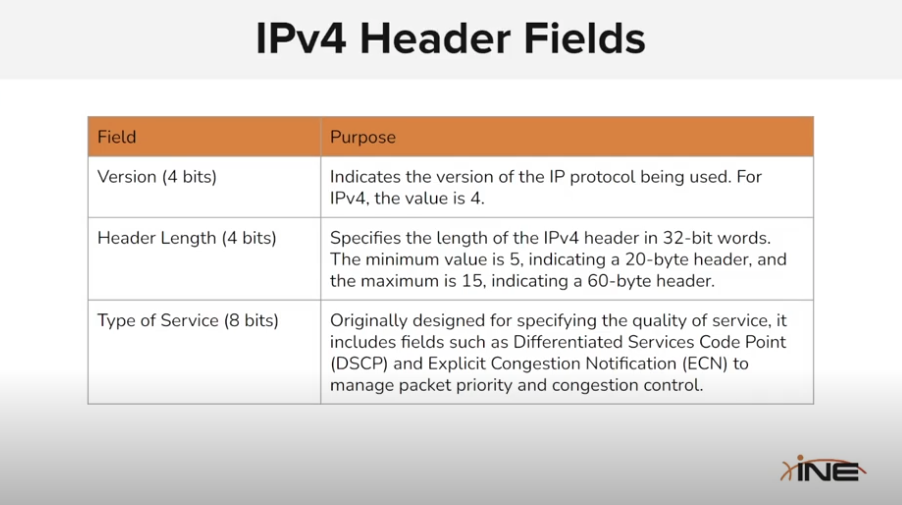 IPv4 Header Fields
Field
Purpose
Version (4 bits)
Indicates the version of the IP protocol being used. For
IPv4, the value is 4.
Header Length (4 bits)
Specifies the length of the IPv4 header in 32-bit words.
The minimum value is 5, indicating a 20-byte header, and
the maximum is 15, indicating a 60-byte header.
Type of Service (8 bits)
Originally designed for specifying the quality of service, it
includes fields such as Differentiated Services Code Point
(DSCP) and Explicit Congestion Notification (ECN) to
manage packet priority and congestion control.
iNE